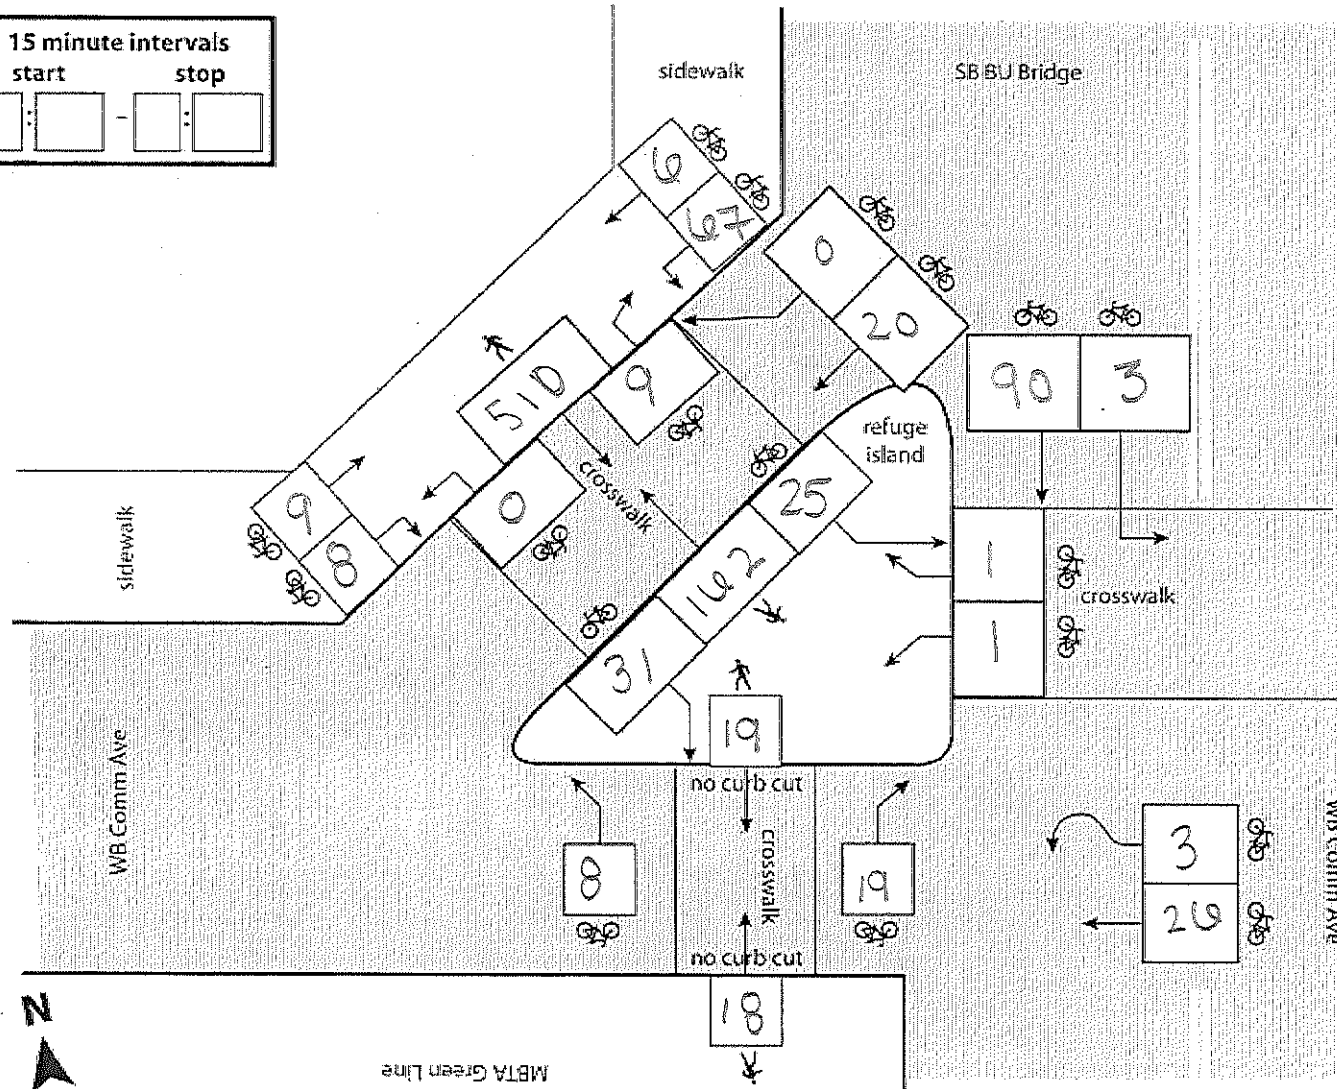 15 minute intervals
start stop
: - :
sidewalk
SB BU Bridge
6
67
0
20
90 3
510
9
refuge
island
25
9
8
0
crosswalk
162
31
sidewalk
1
1
crosswalk
19
no curb cut
crosswalk
WB Comm Ave
8
19
3
26
WB Comm Ave
no curb cut
18
N
MBTA Green Line